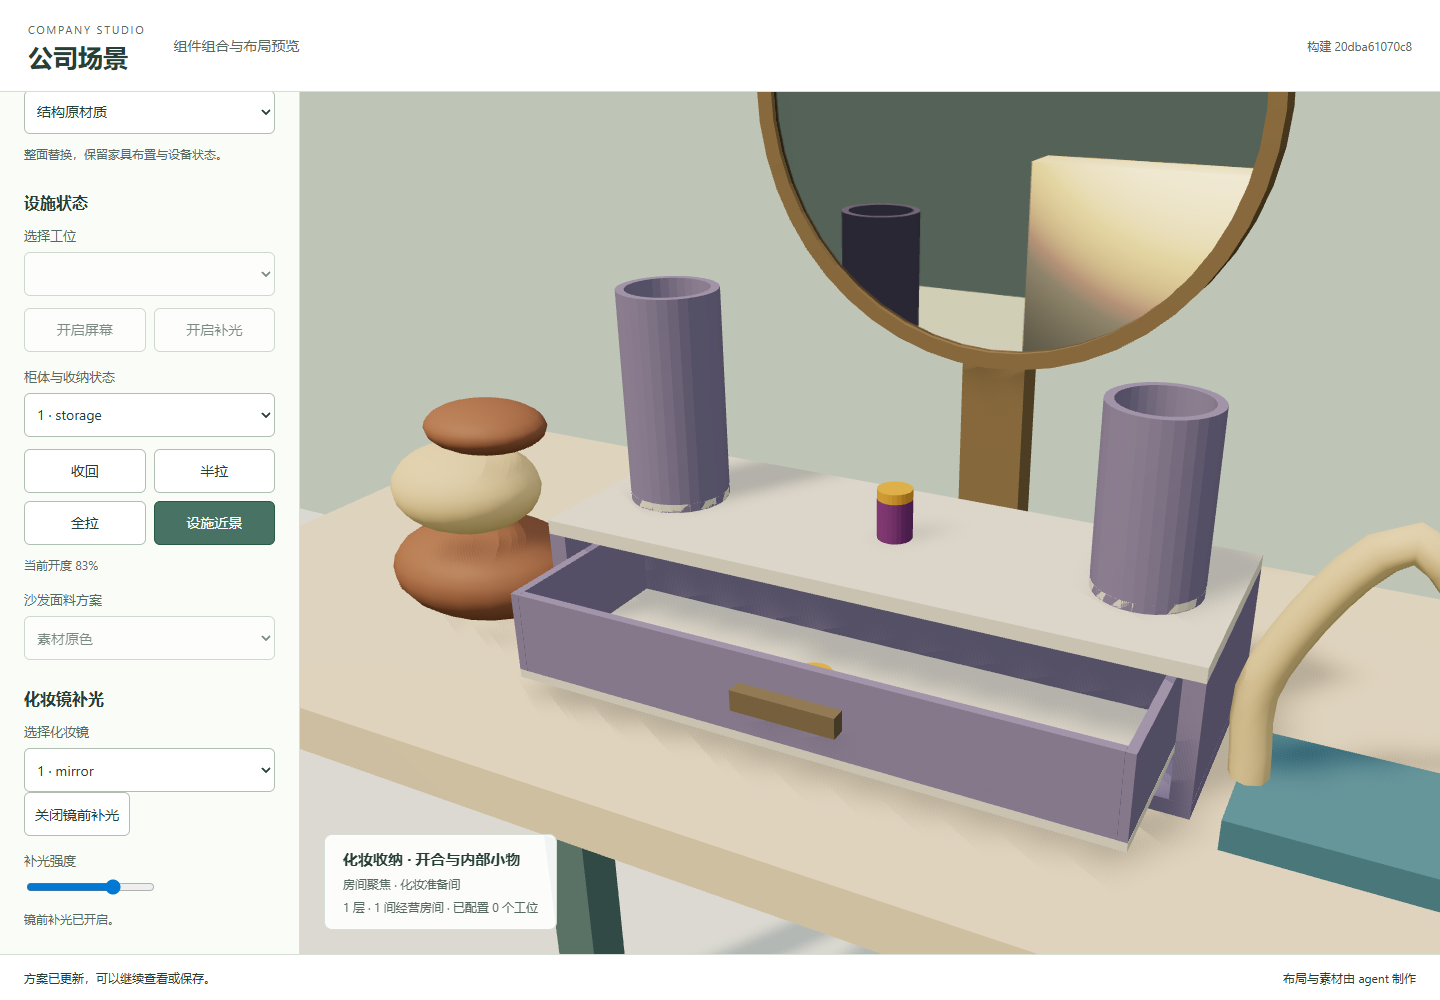 COMPANY STUDIO
公司场景
组件组合与布局预览
构建 20dba61070c8
结构原材质
整面替换，保留家具布置与设备状态。
设施状态
选择工位
开启屏幕
开启补光
柜体与收纳状态
1 · storage
收回
半拉
全拉
设施近景
当前开度 83%
沙发面料方案
素材原色
化妆镜补光
选择化妆镜
1 · mirror
关闭镜前补光
补光强度
镜前补光已开启。
化妆收纳 · 开合与内部小物
房间聚焦 · 化妆准备间
1 层 · 1 间经营房间 · 已配置 0 个工位
方案已更新，可以继续查看或保存。
布局与素材由 agent 制作